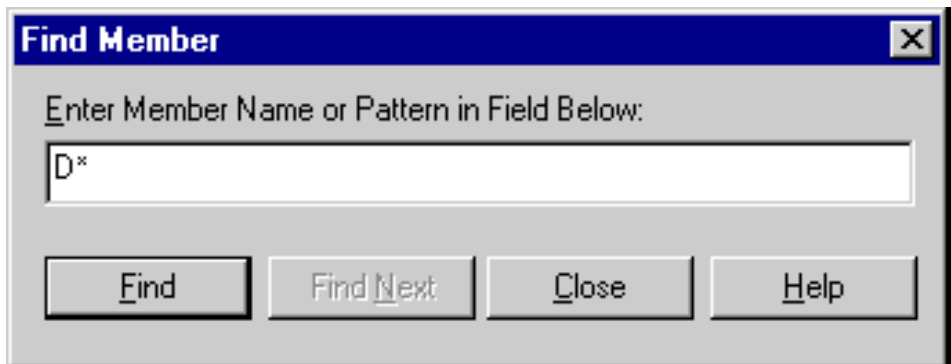 Find Member
Enter Member Name or Pattern in Field Below:
D*
Find Find Next Close Help